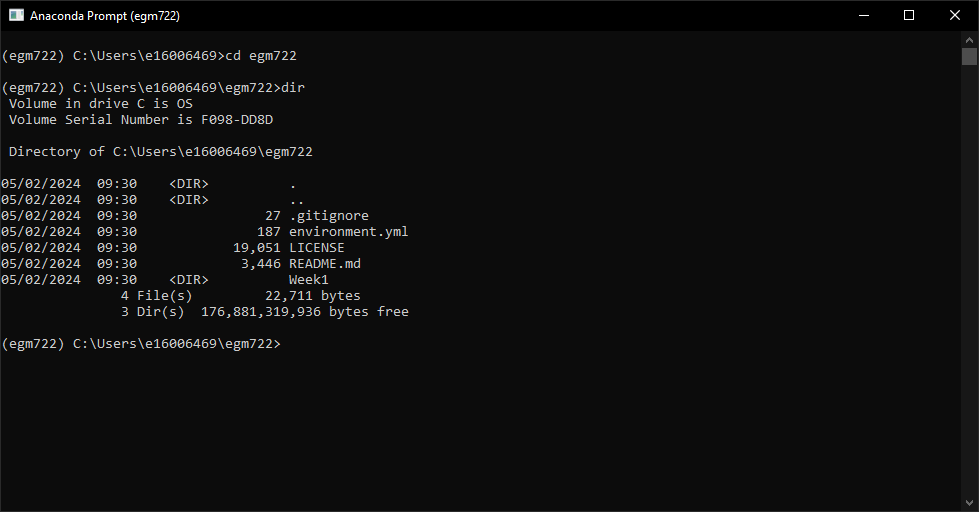 Anaconda Prompt (egm722)
(egm722) C:\Users\e16006469>cd egm722
(egm722) C:\Users\e16006469\egm722>dir
 Volume in drive C is OS
 Volume Serial Number is F098-DD8D
 Directory of C:\Users\e16006469\egm722
05/02/2024  09:30    <DIR>          .
05/02/2024  09:30    <DIR>          ..
05/02/2024  09:30                27 .gitignore
05/02/2024  09:30               187 environment.yml
05/02/2024  09:30            19,051 LICENSE
05/02/2024  09:30             3,446 README.md
05/02/2024  09:30    <DIR>          Week1
               4 File(s)         22,711 bytes
               3 Dir(s)  176,881,319,936 bytes free
(egm722) C:\Users\e16006469\egm722>